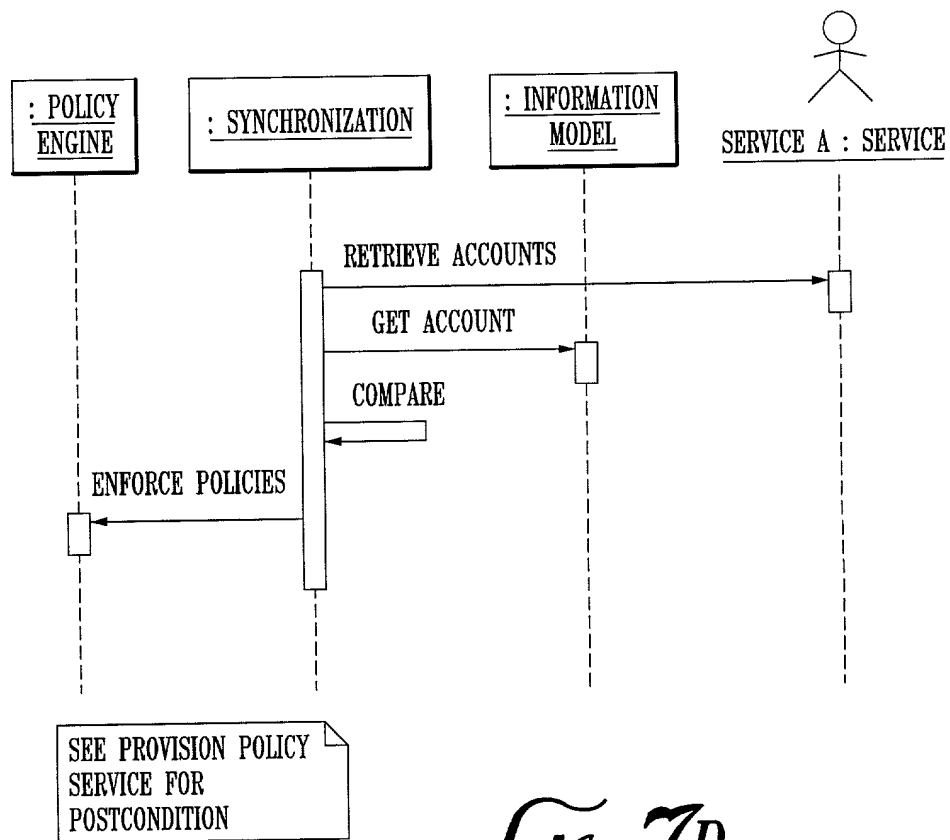 : POLICY
ENGINE
: SYNCHRONIZATION
: INFORMATION
MODEL
SERVICE A : SERVICE
RETRIEVE ACCOUNTS
GET ACCOUNT
COMPARE
ENFORCE POLICIES
SEE PROVISION POLICY
SERVICE FOR
POSTCONDITION